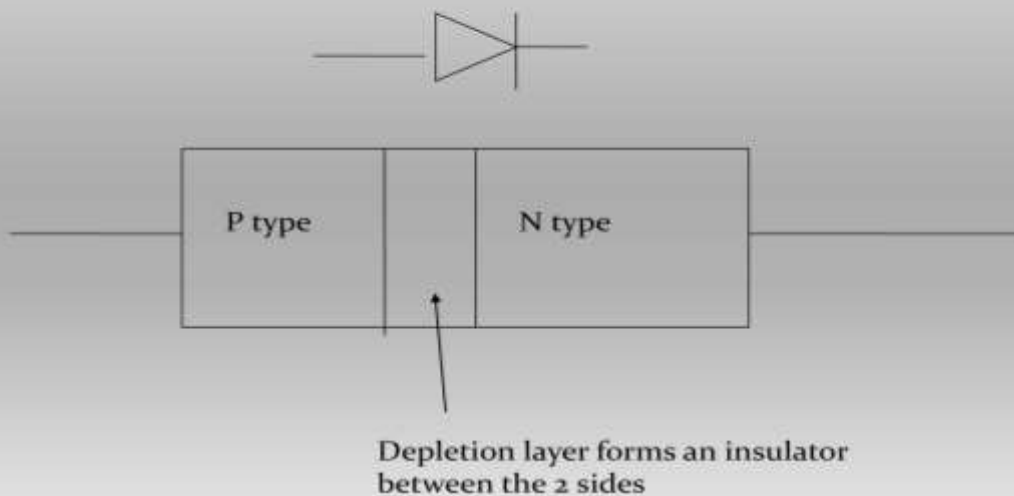 P type
N type
Depletion layer forms an insulator
between the 2 sides